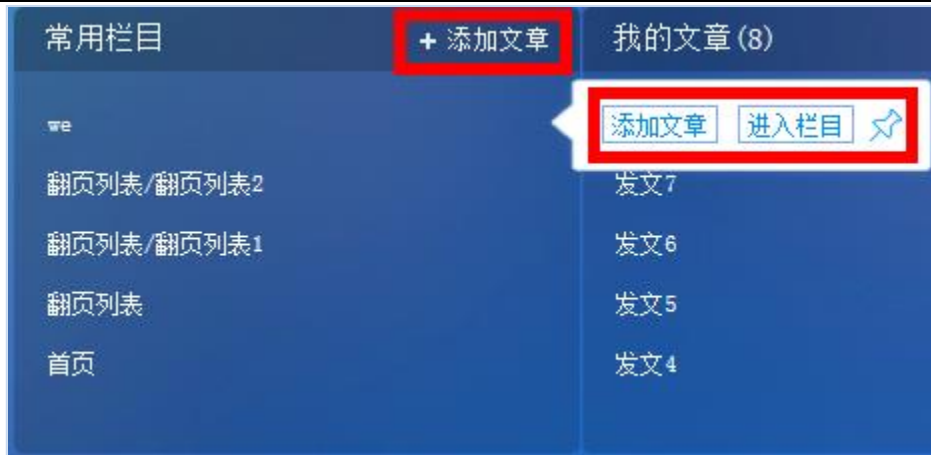 常用栏目
+ 添加文章
we
翻页列表/翻页列表2
翻页列表/翻页列表1
翻页列表
首页
我的文章(8)
添加文章 进入栏目
发文7
发文6
发文5
发文4